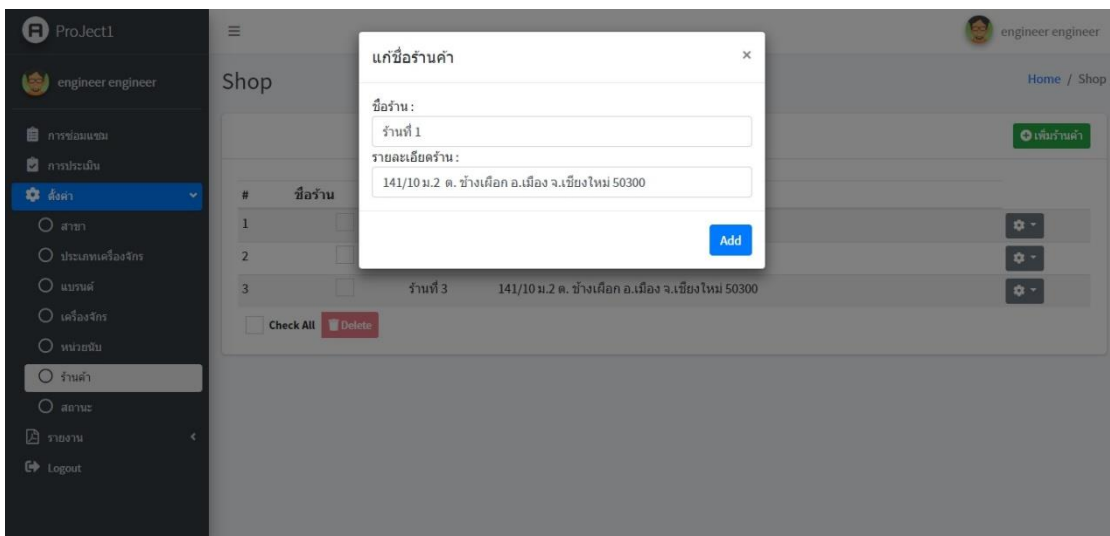 ProJect1
engineer engineer
engineer engineer
การซ่อมแซม
การประเมิน
ตั้งค่า
สาขา
ประเภทเครื่องจักร
แบรนด์
เครื่องจักร
หน่วยนับ
ร้านค้า
สถานะ
รายงาน
Logout
Shop
Home / Shop
เพิ่มร้านค้า
# ชื่อร้าน
1
2
3 ร้านที่ 3 141/10 ม.2 ต. ช้างเผือก อ.เมือง จ.เชียงใหม่ 50300
Check All Delete
แก้ชื่อร้านค้า ×
ชื่อร้าน :
ร้านที่ 1
รายละเอียดร้าน :
141/10 ม.2 ต. ช้างเผือก อ.เมือง จ.เชียงใหม่ 50300
Add